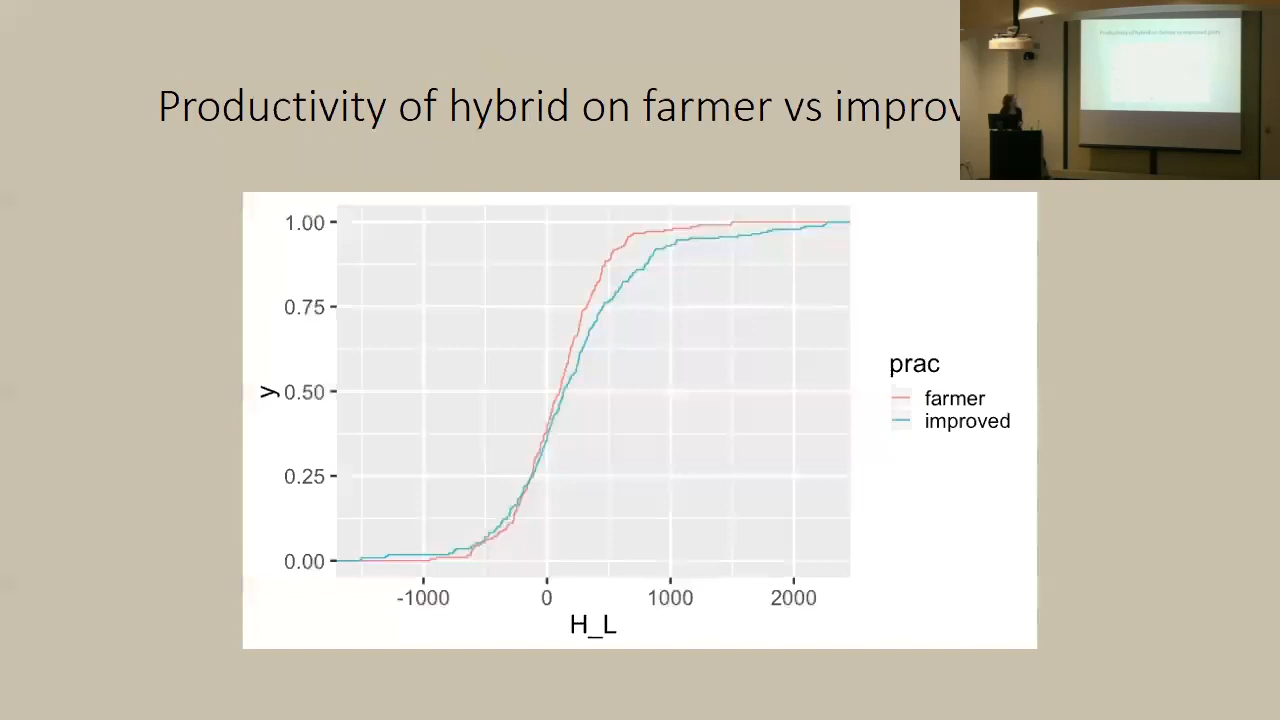 Productivity of hybrid on farmer vs improv
1.00
0.75
0.50
0.25
0.00
y
-1000 0 1000 2000
H_L
prac
farmer
improved